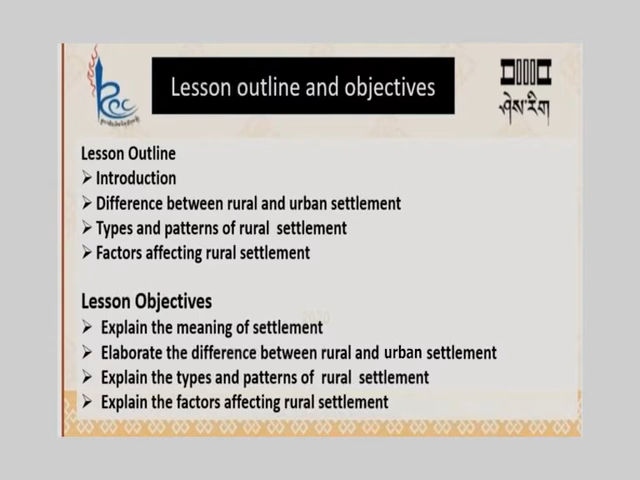 Lesson outline and objectives
ཤེས་རིག
Lesson Outline
➢ Introduction
➢ Difference between rural and urban settlement
➢ Types and patterns of rural settlement
➢ Factors affecting rural settlement
Lesson Objectives
➢ Explain the meaning of settlement
➢ Elaborate the difference between rural and urban settlement
➢ Explain the types and patterns of rural settlement
➢ Explain the factors affecting rural settlement